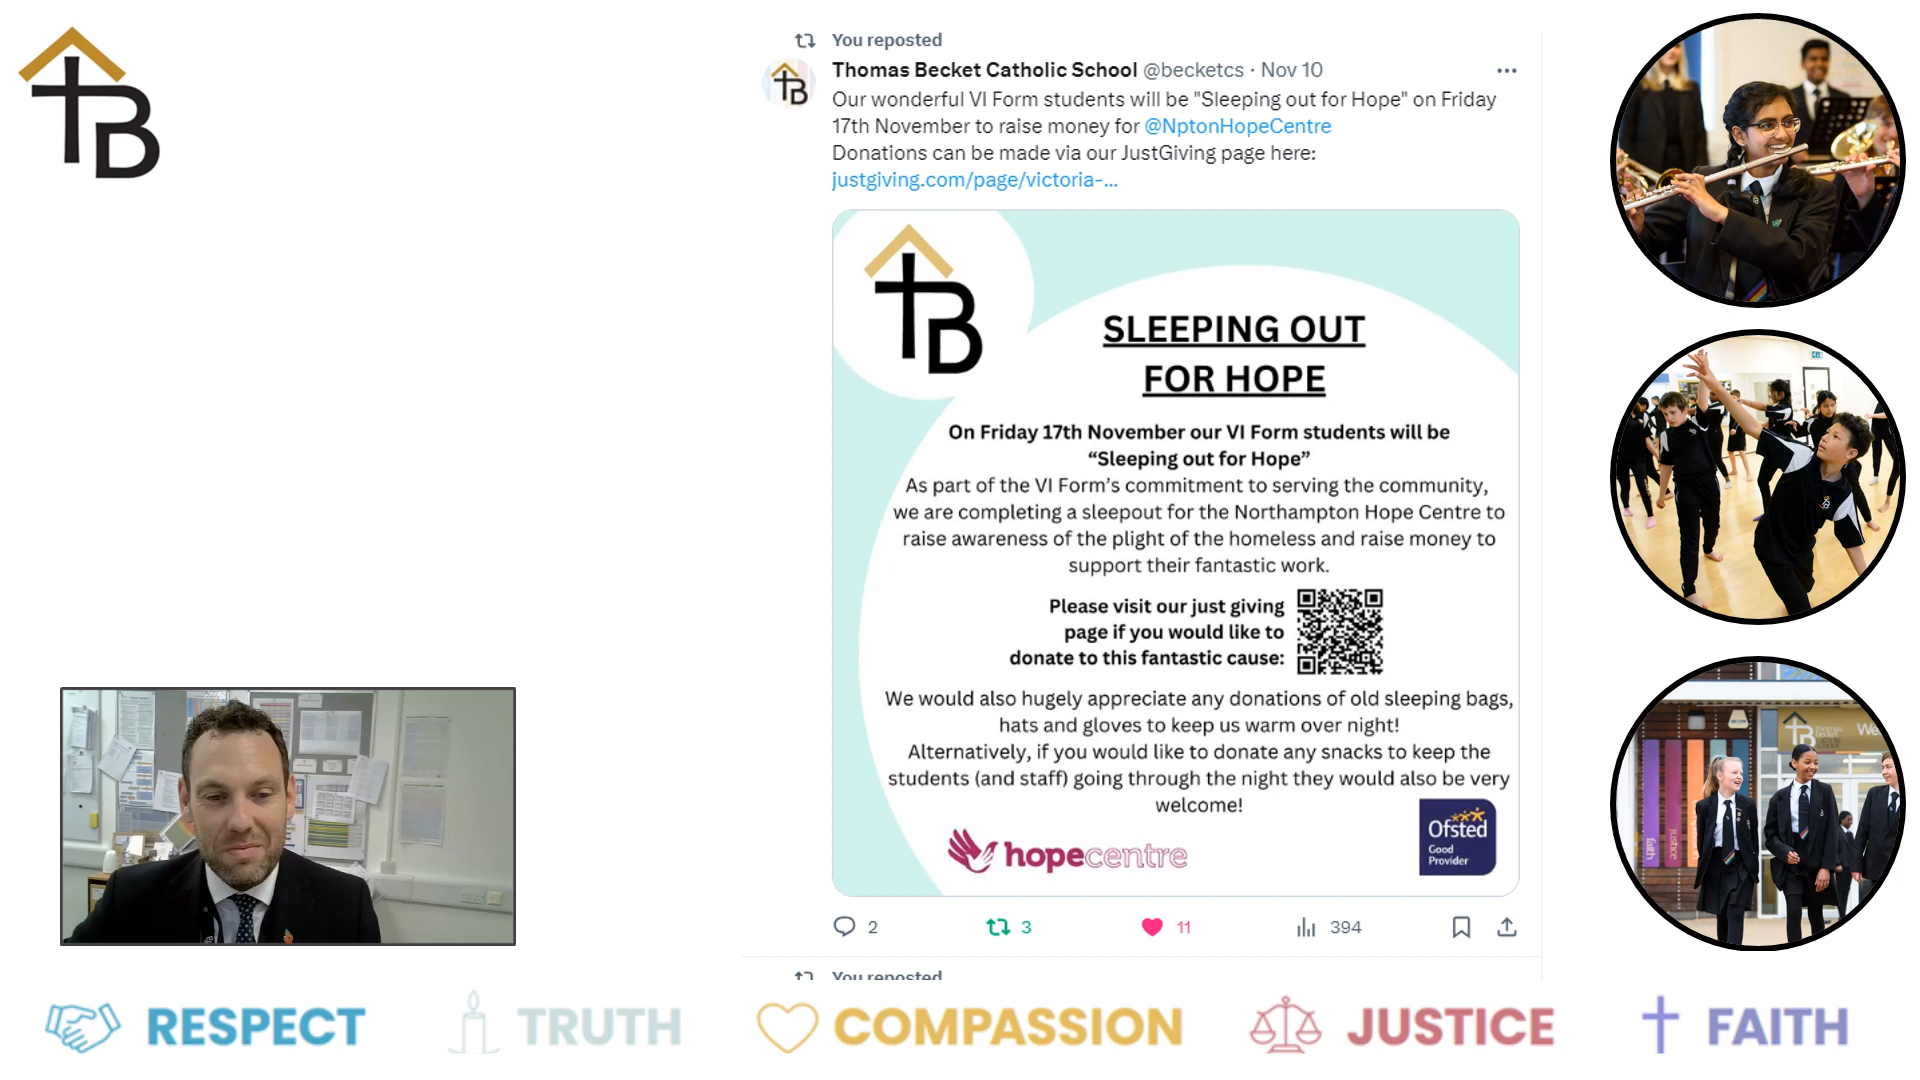 TB
You reposted
Thomas Becket Catholic School @becketcs · Nov 10
Our wonderful VI Form students will be "Sleeping out for Hope" on Friday
17th November to raise money for @NptonHopeCentre
Donations can be made via our JustGiving page here:
justgiving.com/page/victoria-...
TB
SLEEPING OUT
FOR HOPE
On Friday 17th November our VI Form students will be
“Sleeping out for Hope”
As part of the VI Form’s commitment to serving the community,
we are completing a sleepout for the Northampton Hope Centre to
raise awareness of the plight of the homeless and raise money to
support their fantastic work.
Please visit our just giving
page if you would like to
donate to this fantastic cause:
We would also hugely appreciate any donations of old sleeping bags,
hats and gloves to keep us warm over night!
Alternatively, if you would like to donate any snacks to keep the
students (and staff) going through the night they would also be very
welcome!
hopecentre
Ofsted
Good
Provider
2 3 11 394
You reposted
faith justice
thomas
Becket
We
RESPECT TRUTH COMPASSION JUSTICE FAITH